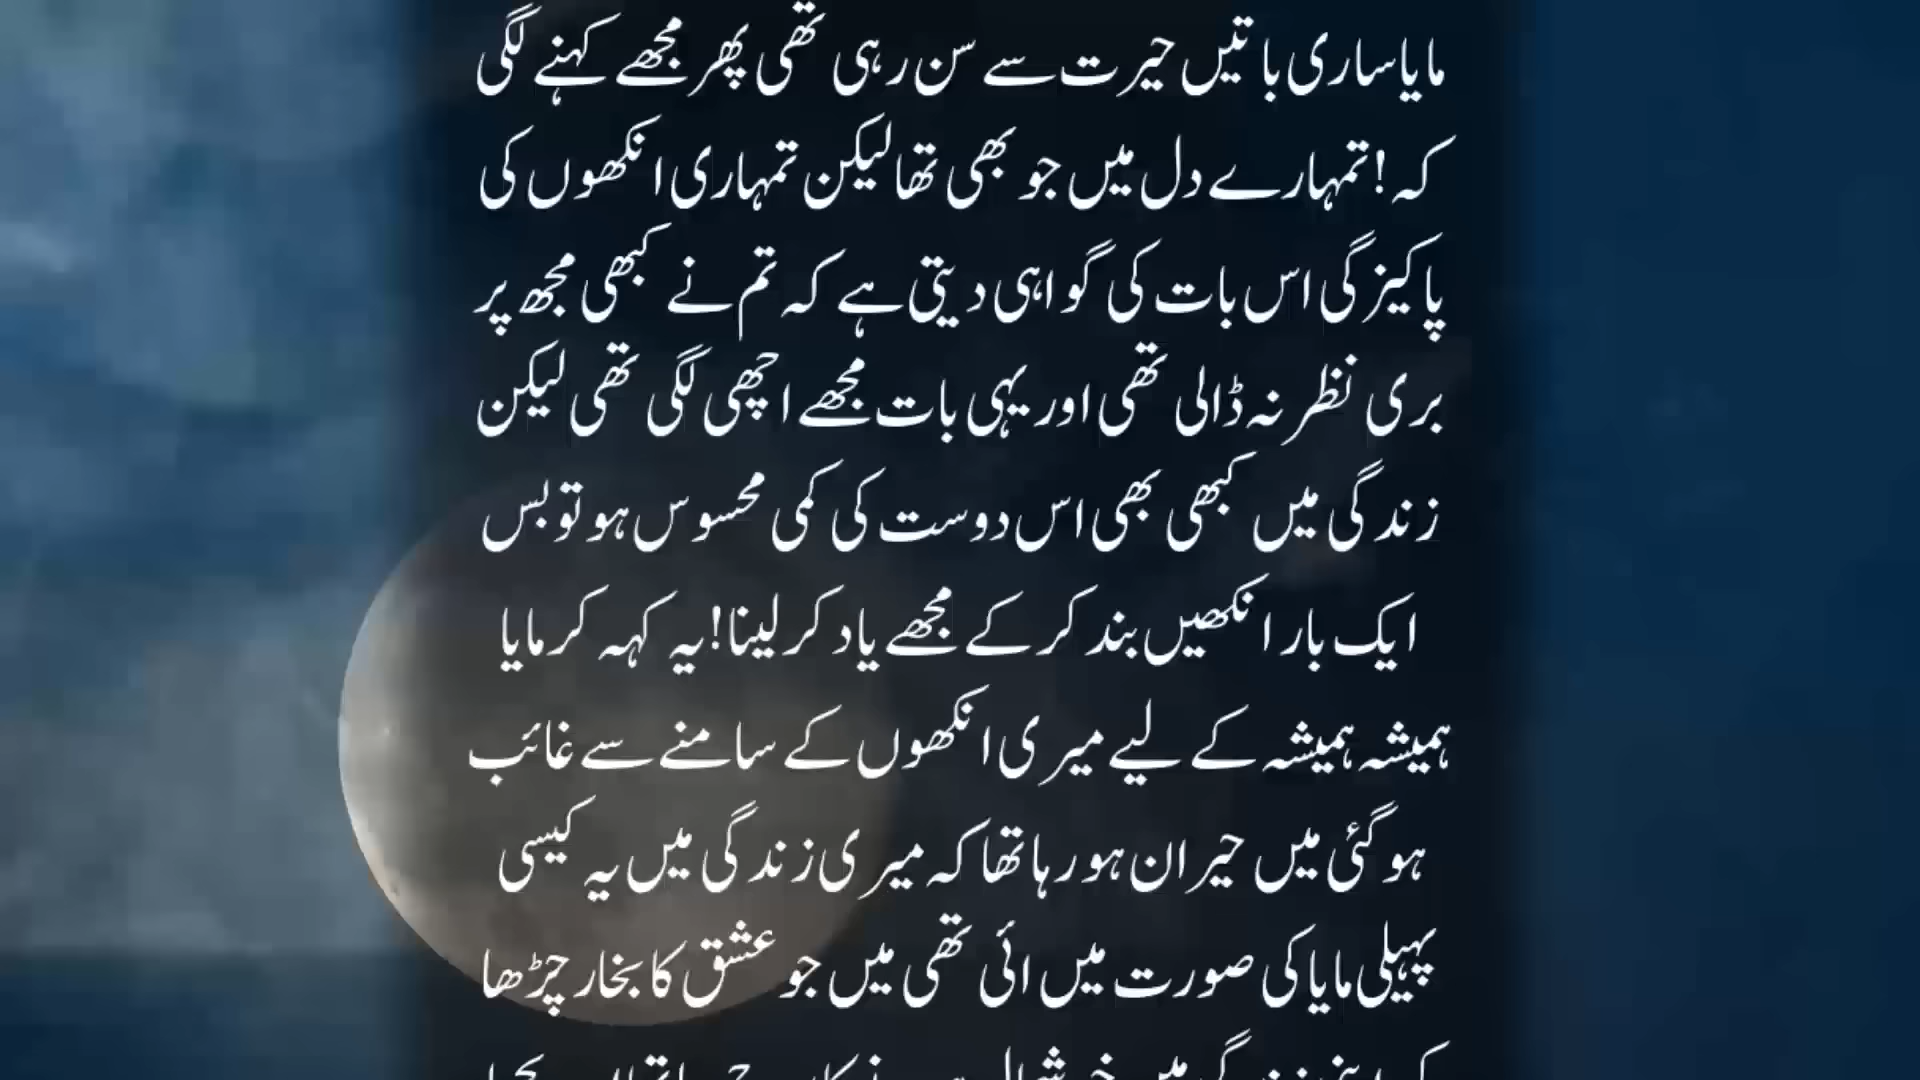 مایا ساری باتیں حیرت سے سن رہی تھی پھر مجھے کہنے لگی
کہ! تمہارے دل میں جو بھی تھا لیکن تمہاری انکھوں کی
پاکیزگی اس بات کی گواہی دیتی ہے کہ تم نے کبھی مجھ پر
بری نظر نہ ڈالی تھی اور یہی بات مجھے اچھی لگی تھی لیکن
زندگی میں کبھی بھی اس دوست کی کمی محسوس ہو تو بس
ایک بار انکھیں بند کر کے مجھے یاد کر لینا! یہ کہہ کر مایا
ہمیشہ ہمیشہ کے لیے میری انکھوں کے سامنے سے غائب
ہو گئی میں حیران ہو رہا تھا کہ میری زندگی میں یہ کیسی
پہیلی مایا کی صورت میں ائی تھی میں جو عشق کا بخار چڑھا